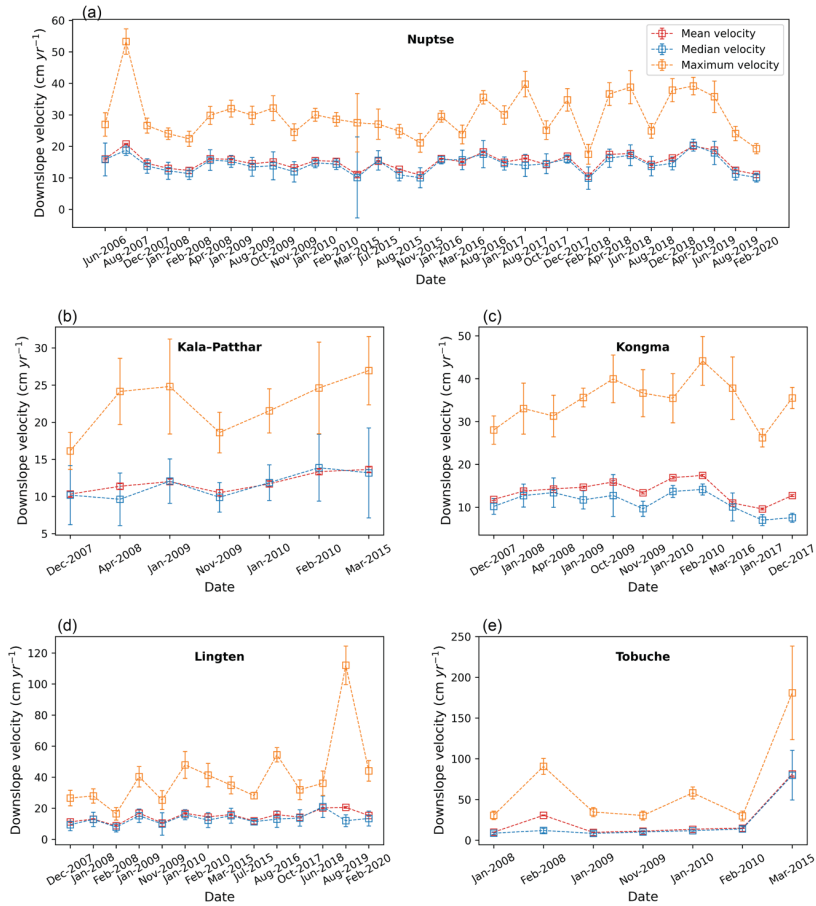 (a)
Nuptse
Mean velocity
Median velocity
Maximum velocity
Downslope velocity (cm yr⁻¹)
60
50
40
30
20
10
0
Jun-2006
Aug-2007
Dec-2007
Jan-2008
Feb-2008
Apr-2008
Jan-2009
Aug-2009
Oct-2009
Nov-2009
Jan-2010
Feb-2010
Mar-2015
Jul-2015
Aug-2015
Nov-2015
Jan-2016
Mar-2016
Aug-2016
Jan-2017
Aug-2017
Oct-2017
Dec-2017
Feb-2018
Apr-2018
Jun-2018
Aug-2018
Dec-2018
Apr-2019
Jun-2019
Aug-2019
Feb-2020
Date
(b)
Kala–Patthar
Downslope velocity (cm yr⁻¹)
30
25
20
15
10
5
Dec-2007
Apr-2008
Jan-2009
Nov-2009
Jan-2010
Feb-2010
Mar-2015
Date
(c)
Kongma
Downslope velocity (cm yr⁻¹)
50
40
30
20
10
Dec-2007
Jan-2008
Apr-2008
Jan-2009
Oct-2009
Nov-2009
Jan-2010
Feb-2010
Mar-2016
Jan-2017
Dec-2017
Date
(d)
Lingten
Downslope velocity (cm yr⁻¹)
120
100
80
60
40
20
0
Dec-2007
Jan-2008
Feb-2008
Jan-2009
Nov-2009
Jan-2010
Feb-2010
Mar-2015
Jul-2015
Aug-2016
Oct-2017
Jun-2018
Aug-2019
Feb-2020
Date
(e)
Tobuche
Downslope velocity (cm yr⁻¹)
250
200
150
100
50
0
Jan-2008
Feb-2008
Jan-2009
Nov-2009
Jan-2010
Feb-2010
Mar-2015
Date